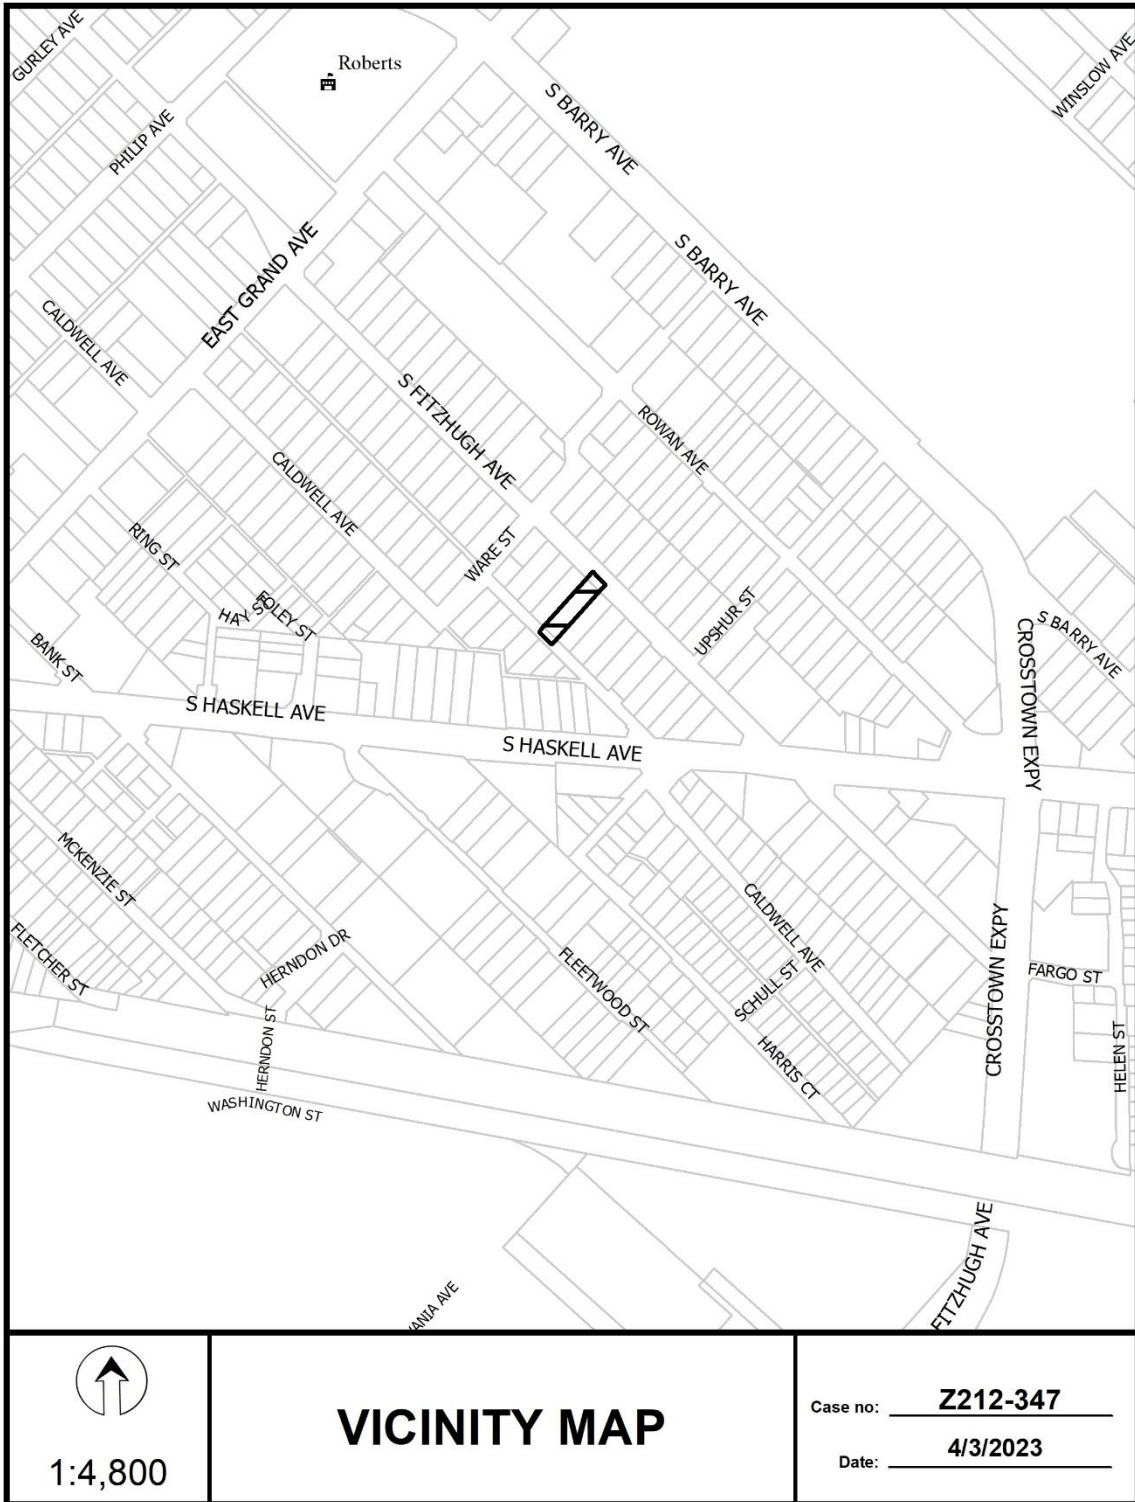 GURLEY AVE
Roberts
WINSLOW AVE
S BARRY AVE
PHILIP AVE
S BARRY AVE
EAST GRAND AVE
CALDWELL AVE
S FITZHUGH AVE
ROWAN AVE
CALDWELL AVE
RING ST
WARE ST
HAY ST
FOLEY ST
UPSHUR ST
S BARRY AVE
BANK ST
CROSSTOWN EXPY
S HASKELL AVE
S HASKELL AVE
MCKENZIE ST
CALDWELL AVE
FLETCHER ST
HERNDON DR
FLEETWOOD ST
SCHULL ST
CROSSTOWN EXPY
FARGO ST
HERNDON ST
HARRIS CT
HELEN ST
WASHINGTON ST
FITZHUGH AVE
VANIA AVE
1:4,800
VICINITY MAP
Case no: Z212-347
Date: 4/3/2023